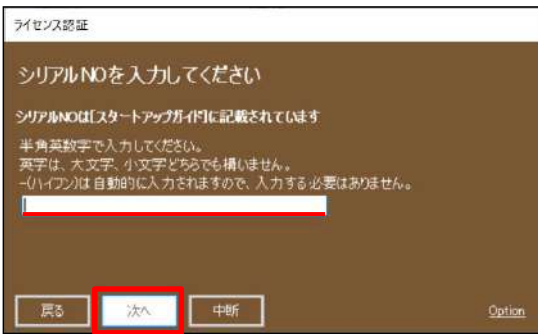 ライセンス認証
シリアルNOを入力してください
シリアルNOは[スタートアップガイド]に記載されています
半角英数字で入力してください。
英字は、大文字、小文字どちらでも構いません。
-(ハイフン)は自動的に入力されますので、入力する必要はありません。
戻る 次へ 中断 Option